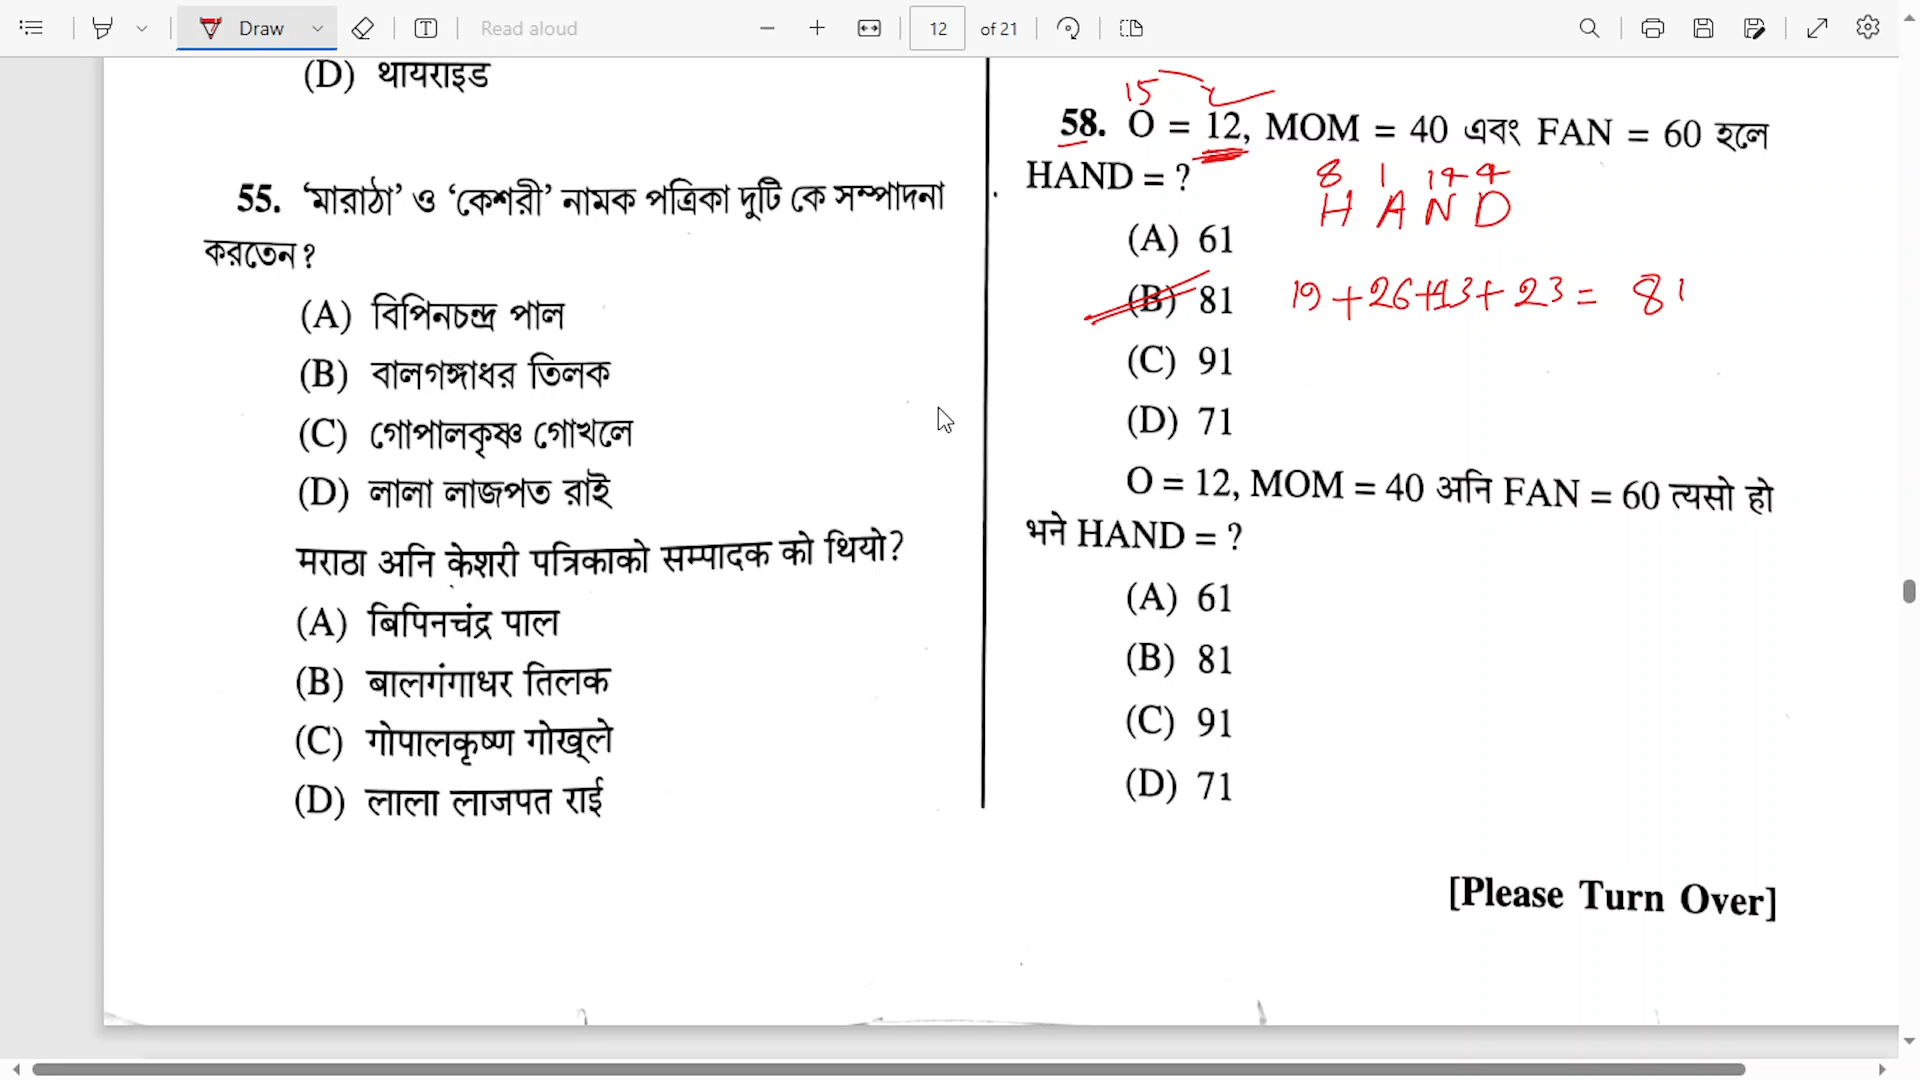 Draw
Read aloud
12 of 21
(D) थायराइड
55. ‘মারাঠা’ ও ‘কেশরী’ নামক পত্রিকা দুটি কে সম্পাদনা
করতেন?
(A) বিপিনচন্দ্র পাল
(B) বালগঙ্গাধর তিলক
(C) গোপালকৃষ্ণ গোখলে
(D) লালা লাজপত রাই
मराठा अनि केशरी पत्रिकाको सम्पादक को थियो?
(A) बिपिनचंद्र पाल
(B) बालगंगाधर तिलक
(C) गोपालकृष्ण गोख्ले
(D) लाला लाजपत राई
15
58. O = 12, MOM = 40 এবং FAN = 60 হলে
HAND = ?
8 1 14 4
H A N D
(A) 61
(B) 81
19 + 26 + 13 + 23 = 81
(C) 91
(D) 71
O = 12, MOM = 40 अनि FAN = 60 त्यसो हो
भने HAND = ?
(A) 61
(B) 81
(C) 91
(D) 71
[Please Turn Over]